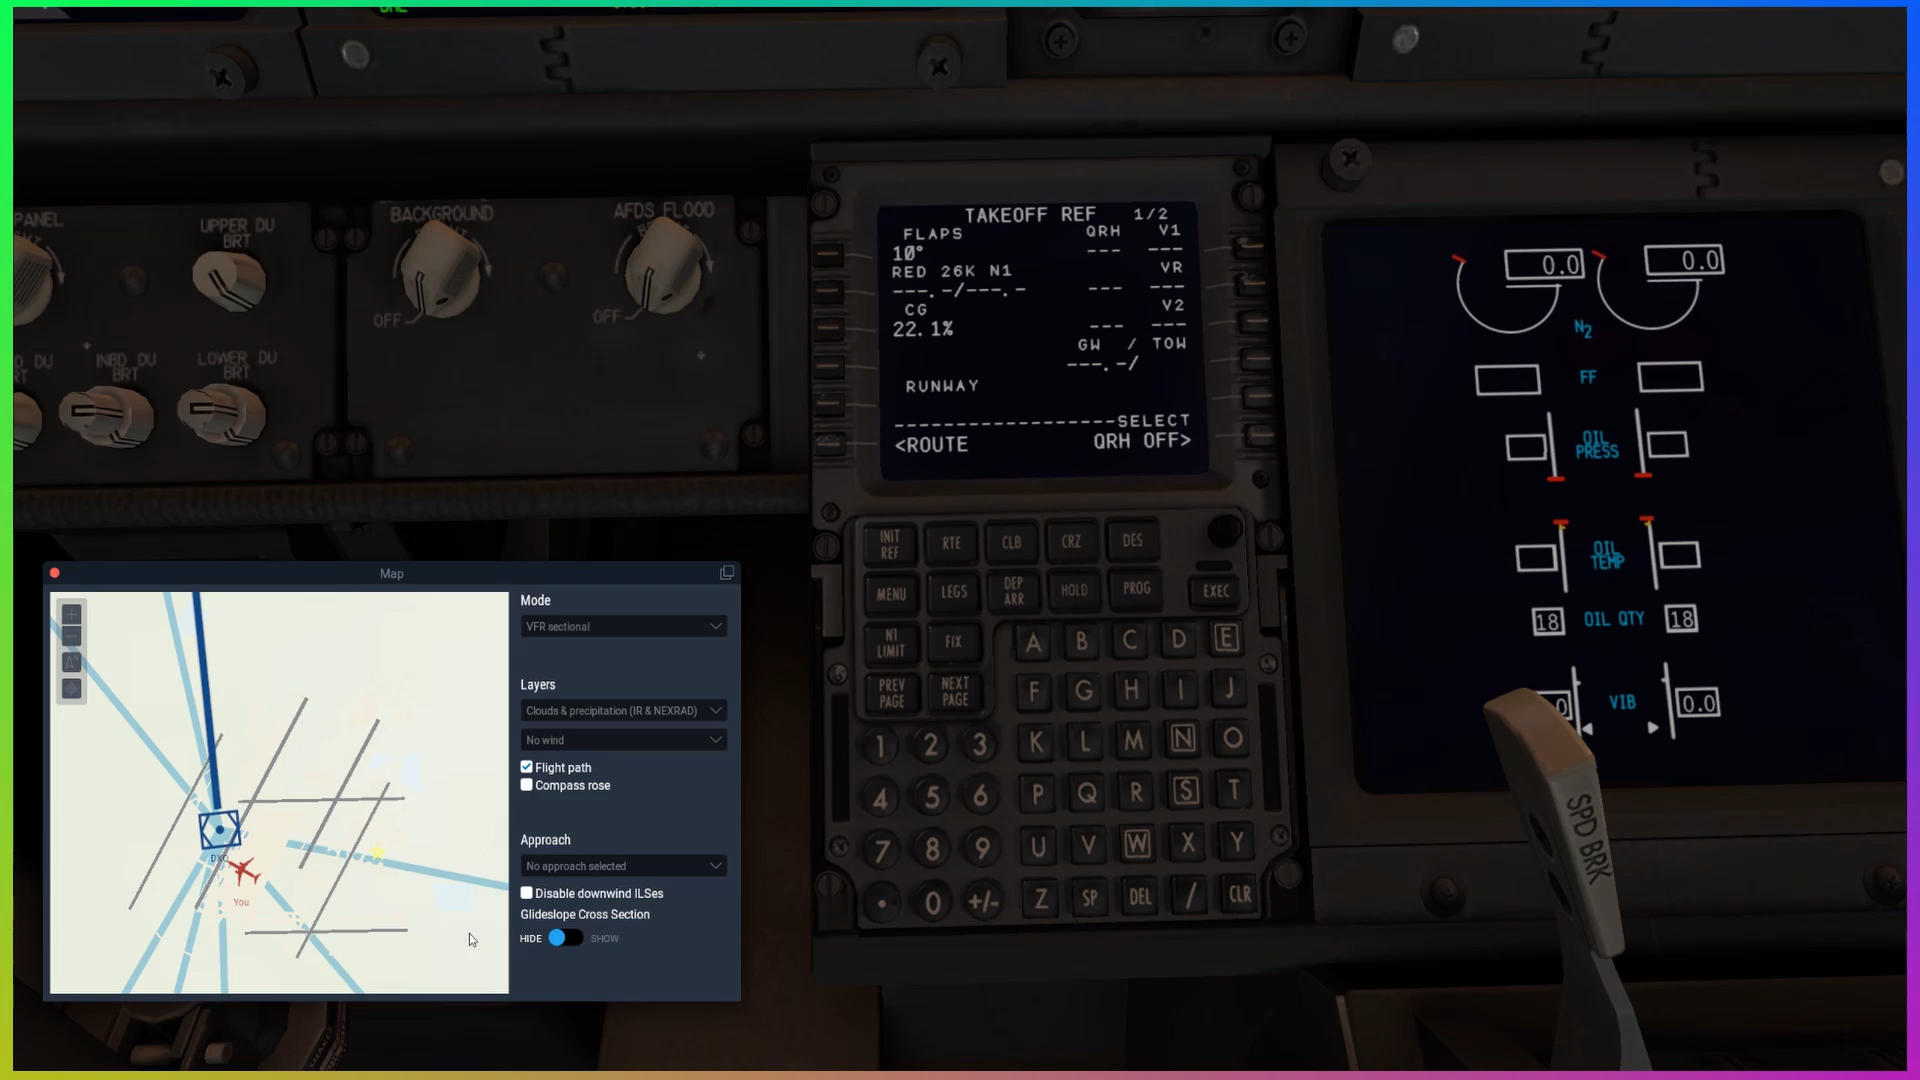 PANEL
UPPER DU
BRT
BACKGROUND
OFF
AFDS FLOOD
OFF
INBD DU
BRT
LOWER DU
BRT
TAKEOFF REF 1/2
FLAPS QRH V1
10° --- ---
RED 26K N1 VR
---.-/---.- --- ---
CG V2
22.1% --- ---
GW / TOW
---.-/
RUNWAY
----------------SELECT
<ROUTE QRH OFF>
INIT REF
RTE
CLB
CRZ
DES
MENU
LEGS
DEP ARR
HOLD
PROG
EXEC
N1 LIMIT
FIX
PREV PAGE
NEXT PAGE
A B C D E
F G H I J
K L M N O
P Q R S T
U V W X Y
Z SP DEL / CLR
1 2 3
4 5 6
7 8 9
. 0 +/-
0.0 0.0
N2
FF
OIL
PRESS
OIL
TEMP
18 OIL QTY 18
VIB 0.0
SPD BRK
Map
Mode
VFR sectional
Layers
Clouds & precipitation (IR & NEXRAD)
No wind
Flight path
Compass rose
Approach
No approach selected
Disable downwind ILSes
Glideslope Cross Section
HIDE SHOW
You